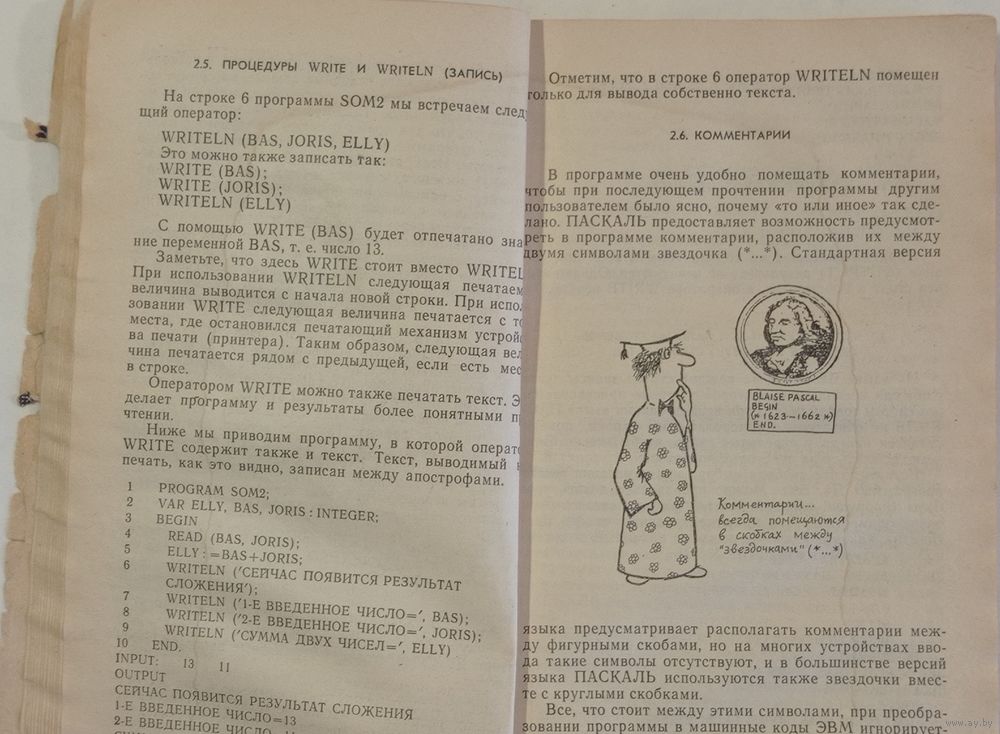 2.5. ПРОЦЕДУРЫ WRITE И WRITELN (ЗАПИСЬ)
На строке 6 программы SOM2 мы встречаем след
щий оператор:
WRITELN (BAS, JORIS, ELLY)
Это можно также записать так:
WRITE (BAS);
WRITE (JORIS);
WRITELN (ELLY)
С помощью WRITE (BAS) будет отпечатано зна
ние переменной BAS, т. е. число 13.
Заметьте, что здесь WRITE стоит вместо WRITEL
При использовании WRITELN следующая печатаем
величина выводится с начала новой строки. При испо
зовании WRITE следующая величина печатается с то
места, где остановился печатающий механизм устрой
ва печати (принтера). Таким образом, следующая вел
чина печатается рядом с предыдущей, если есть мес
в строке.
Оператором WRITE можно также печатать текст. Э
делает программу и результаты более понятными п
чтении.
Ниже мы приводим программу, в которой операт
WRITE содержит также и текст. Текст, выводимый
печать, как это видно, записан между апострофами.
1 PROGRAM SOM2;
2 VAR ELLY, BAS, JORIS : INTEGER;
3 BEGIN
4 READ (BAS, JORIS);
5 ELLY : =BAS+JORIS;
6 WRITELN ('СЕЙЧАС ПОЯВИТСЯ РЕЗУЛЬТАТ
СЛОЖЕНИЯ');
7 WRITELN ('1-Е ВВЕДЕННОЕ ЧИСЛО=', BAS);
8 WRITELN ('2-Е ВВЕДЕННОЕ ЧИСЛО=', JORIS);
9 WRITELN ('СУММА ДВУХ ЧИСЕЛ=', ELLY)
10 END.
INPUT: 13 11
OUTPUT
СЕЙЧАС ПОЯВИТСЯ РЕЗУЛЬТАТ СЛОЖЕНИЯ
1-Е ВВЕДЕННОЕ ЧИСЛО=13
2-Е ВВЕДЕННОЕ ЧИСЛО=
Отметим, что в строке 6 оператор WRITELN помещен
только для вывода собственно текста.
2.6. КОММЕНТАРИИ
В программе очень удобно помещать комментарии,
чтобы при последующем прочтении программы другим
пользователем было ясно, почему «то или иное» так сде-
лано. ПАСКАЛЬ предоставляет возможность предусмот-
реть в программе комментарии, расположив их между
двумя символами звездочка (*...*). Стандартная версия
BLAISE PASCAL
BEGIN
(* 1623—1662 *)
END.
Комментарии...
всегда помещаются
в скобках между
"звездочками" (*...*)
языка предусматривает располагать комментарии меж-
ду фигурными скобами, но на многих устройствах вво-
да такие символы отсутствуют, и в большинстве версий
языка ПАСКАЛЬ используются также звездочки вмес-
те с круглыми скобками.
Все, что стоит между этими символами, при преобра-
зовании программы в машинные коды ЭВМ игнорирует-
www.ay.by